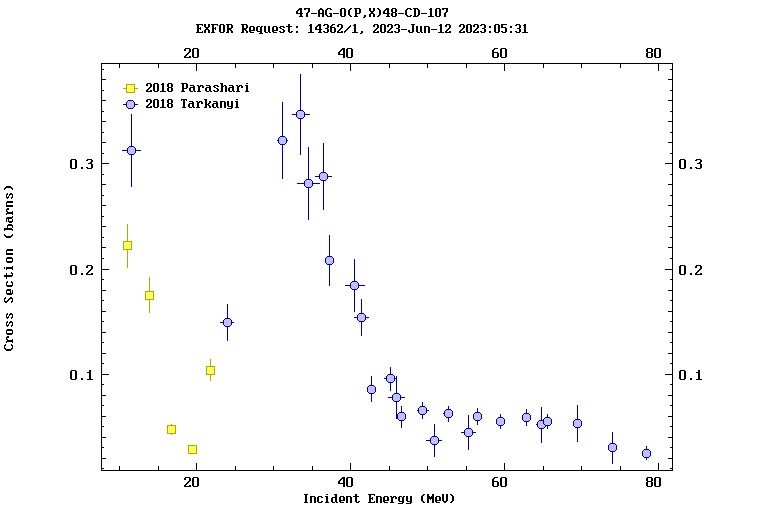 47-AG-0(P,X)48-CD-107
EXFOR Request: 14362/1, 2023-Jun-12 2023:05:31
20 40 60 80
2018 Parashari
2018 Tarkanyi
0.3 0.3
0.2 0.2
0.1 0.1
Cross Section (barns)
20 40 60 80
Incident Energy (MeV)